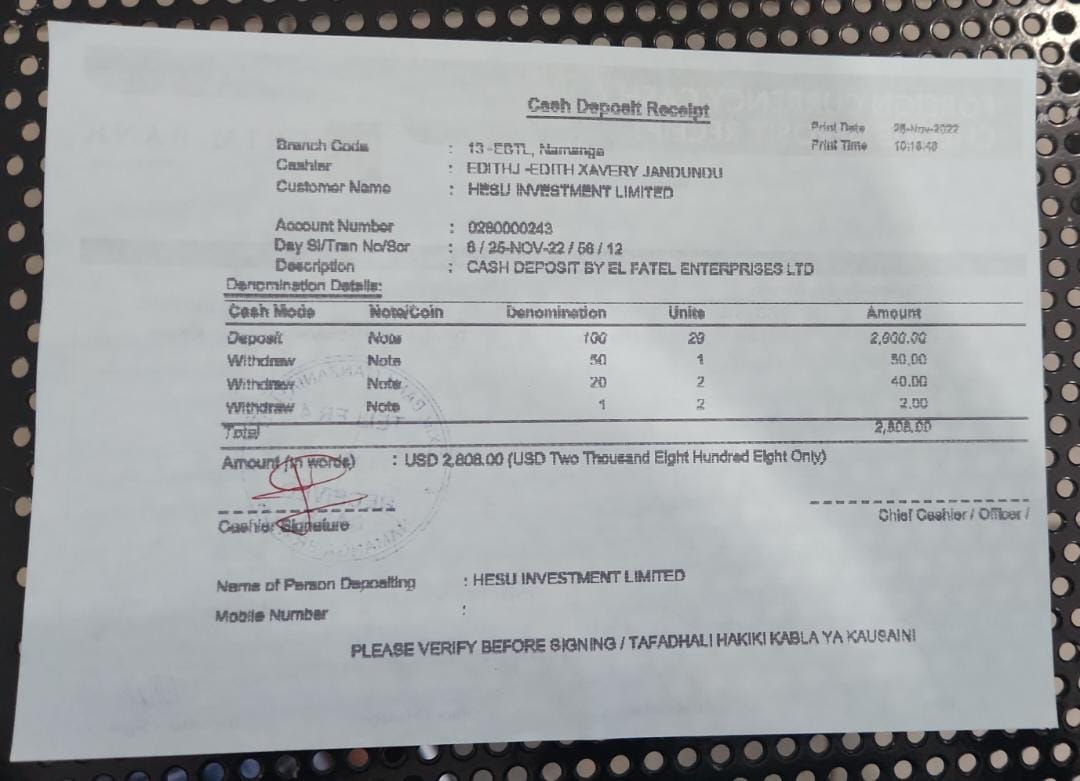 Cash Deposit Receipt
Print Date 25-Nov-2022
Print Time 10:16:48
Branch Code : 13 -EBTL, Namanga
Cashier : EDITHJ -EDITH XAVERY JANDUNDU
Customer Name : HESU INVESTMENT LIMITED
Account Number : 0280000243
Day Sl/Tran No/Ser : 6 / 25-NOV-22 / 56 / 12
Description : CASH DEPOSIT BY EL FATEL ENTERPRISES LTD
Denomination Details:
Cash Mode Note/Coin Denomination Units Amount
Deposit Note 100 29 2,900.00
Withdraw Note 50 1 50.00
Withdraw Note 20 2 40.00
Withdraw Note 1 2 2.00
Total 2,808.00
Amount (in words) : USD 2,808.00 (USD Two Thousand Eight Hundred Eight Only)
Cashier Signature
Chief Cashier / Officer /
Name of Person Depositing : HESU INVESTMENT LIMITED
Mobile Number :
PLEASE VERIFY BEFORE SIGNING / TAFADHALI HAKIKI KABLA YA KAUSAINI
TELLER 4